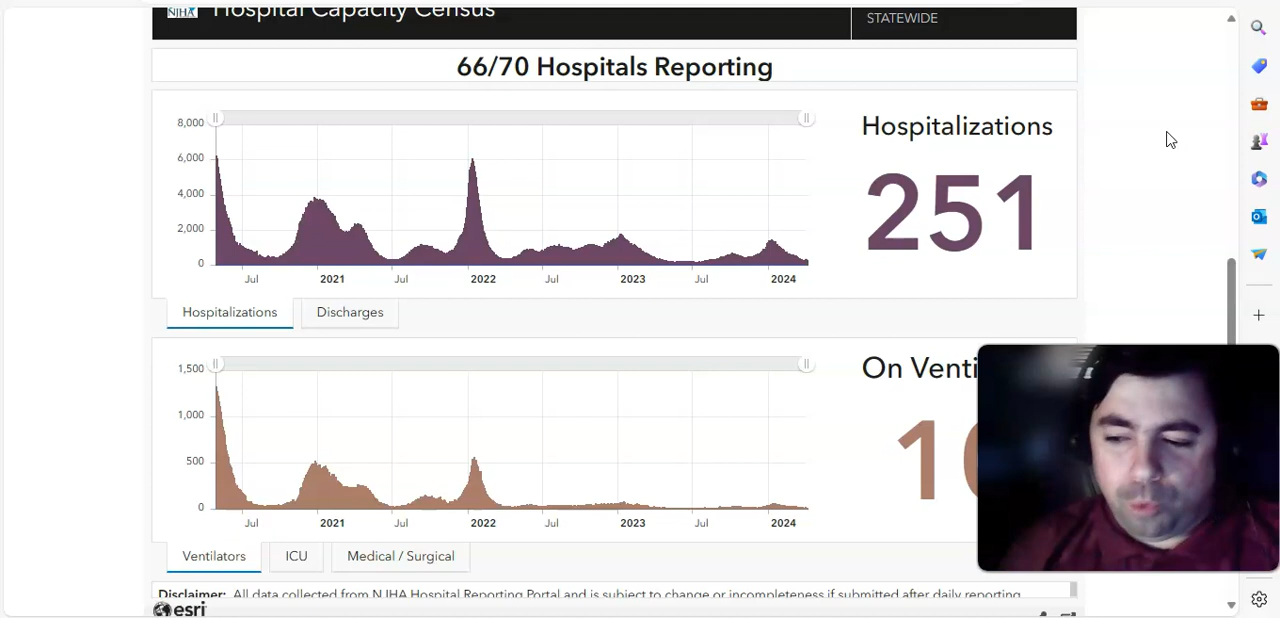 NJHA
Hospital Capacity Census
STATEWIDE
66/70 Hospitals Reporting
8,000
6,000
4,000
2,000
0
Jul
2021
Jul
2022
Jul
2023
Jul
2024
Hospitalizations
251
Hospitalizations
Discharges
1,500
1,000
500
0
Jul
2021
Jul
2022
Jul
2023
Jul
2024
On Venti
Ventilators
ICU
Medical / Surgical
Disclaimer: All data collected from NJHA Hospital Reporting Portal and is subject to change or incompleteness if submitted after daily reporting
esri